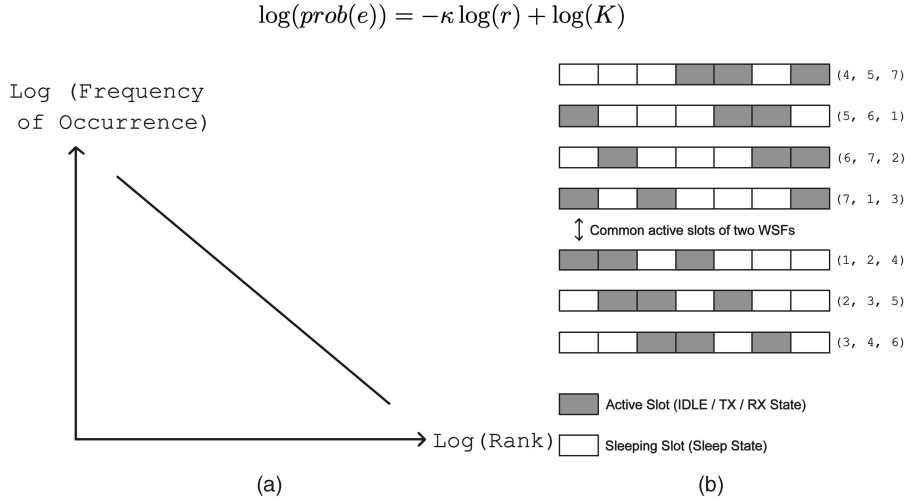 log(prob(e)) = −κ log(r) + log(K)
Log (Frequency
of Occurrence)
Log(Rank)
(a)
(4, 5, 7)
(5, 6, 1)
(6, 7, 2)
(7, 1, 3)
Common active slots of two WSFs
(1, 2, 4)
(2, 3, 5)
(3, 4, 6)
Active Slot (IDLE / TX / RX State)
Sleeping Slot (Sleep State)
(b)